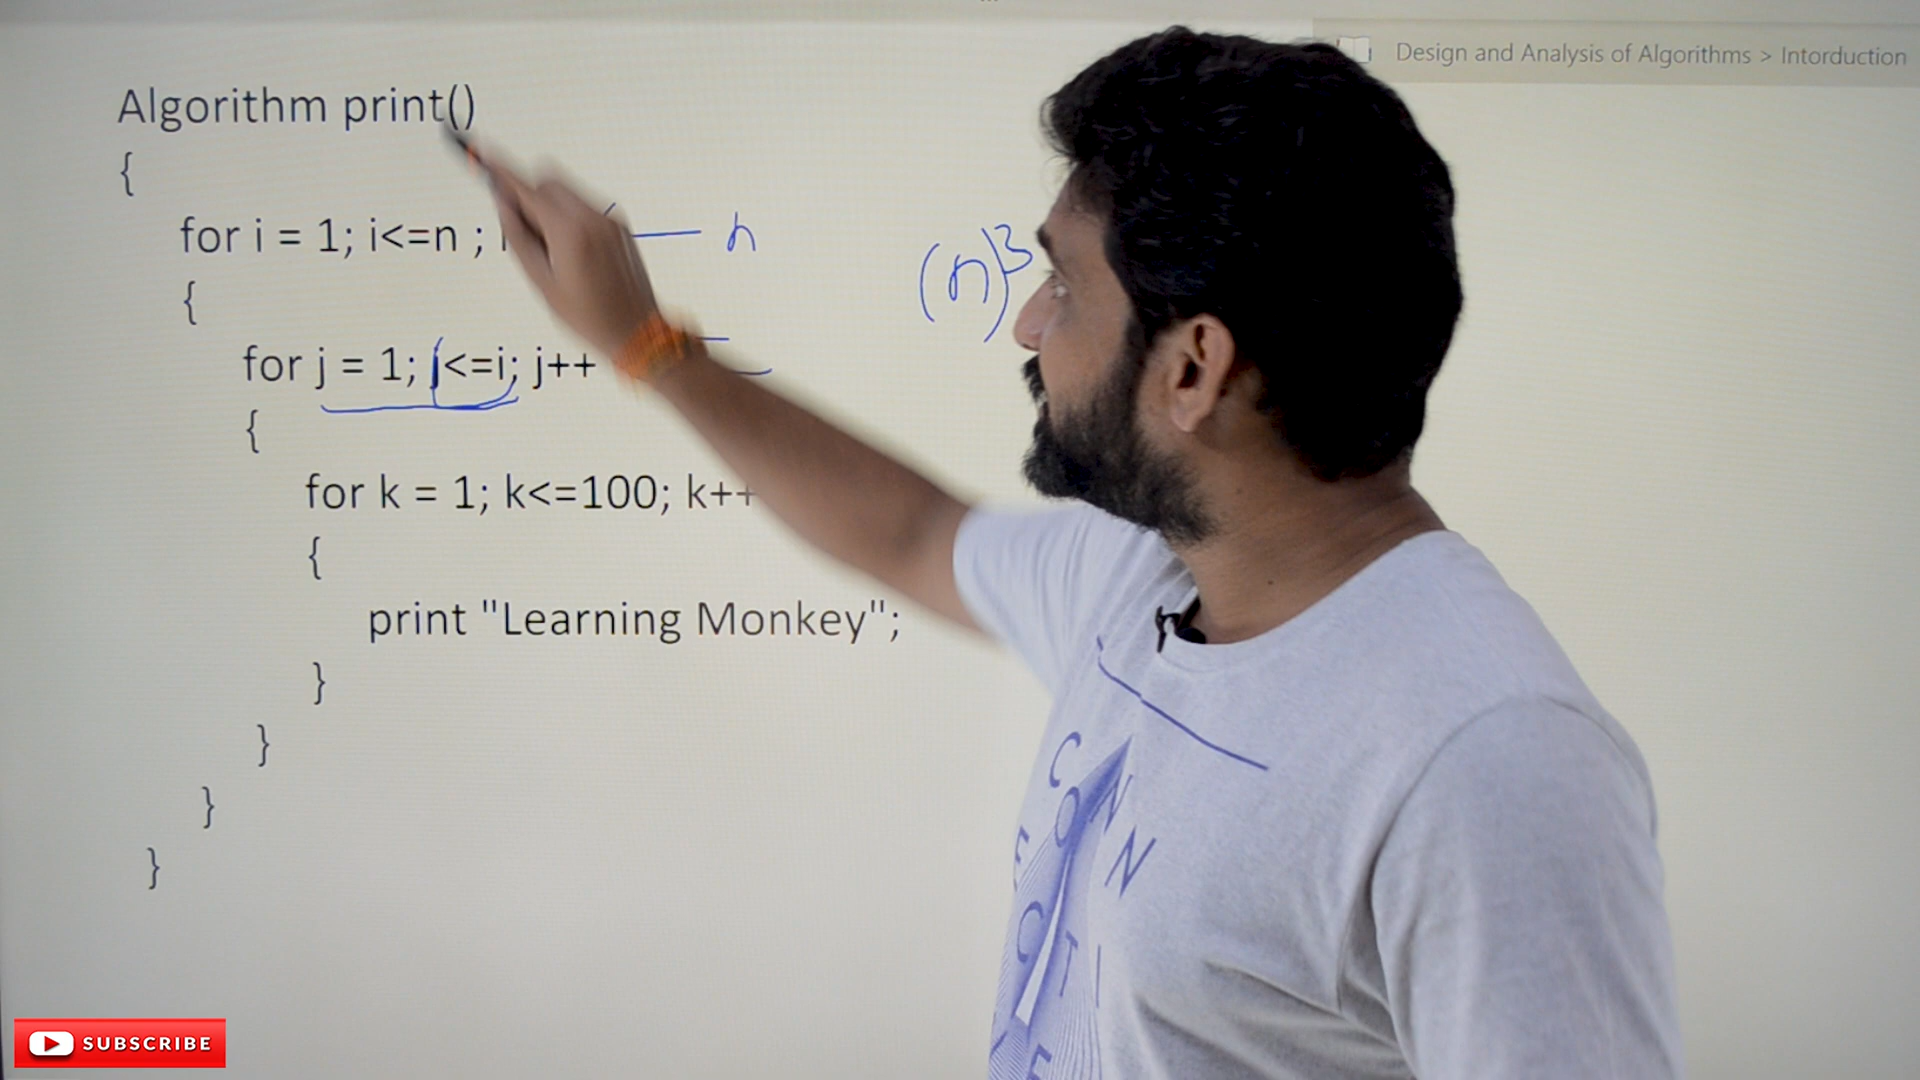 Design and Analysis of Algorithms > Intorduction
Algorithm print()
{
for i = 1; i<=n ;
n
(n)3
{
for j = 1; j<=i; j++
{
for k = 1; k<=100; k++
{
print "Learning Monkey";
}
}
}
}
CONN
N
E
C
T
I
SUBSCRIBE